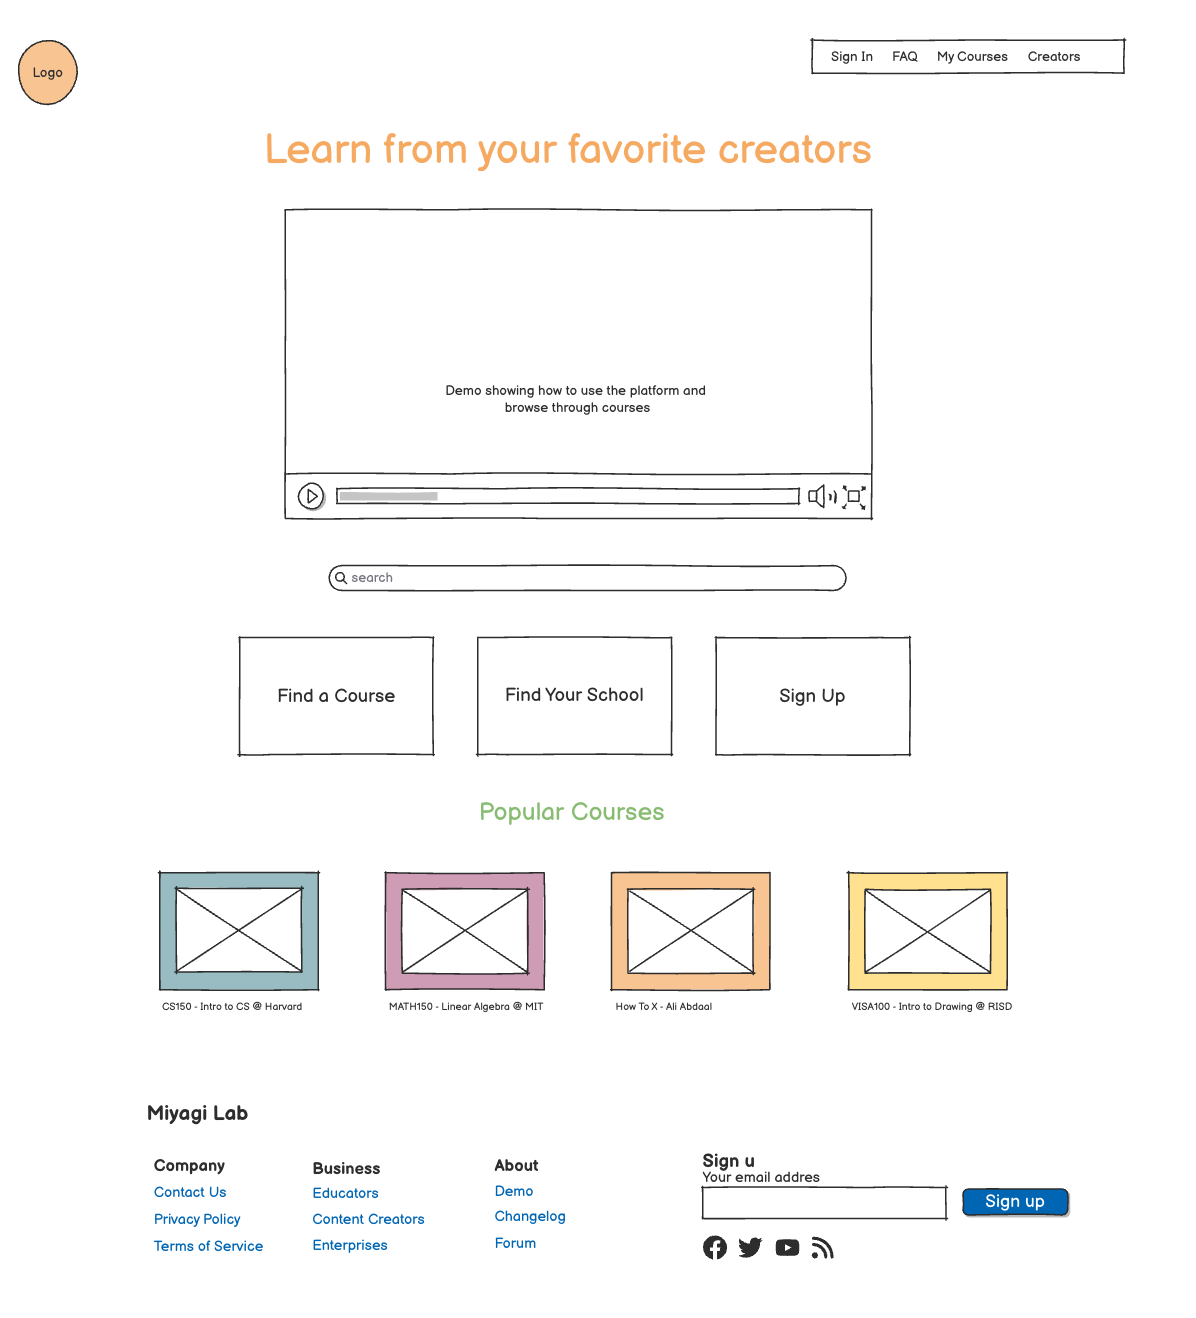 Logo
Sign In FAQ My Courses Creators
Learn from your favorite creators
Demo showing how to use the platform and
browse through courses
search
Find a Course
Find Your School
Sign Up
Popular Courses
CS150 - Intro to CS @ Harvard
MATH150 - Linear Algebra @ MIT
How To X - Ali Abdaal
VISA100 - Intro to Drawing @ RISD
Miyagi Lab
Company
Contact Us
Privacy Policy
Terms of Service
Business
Educators
Content Creators
Enterprises
About
Demo
Changelog
Forum
Sign u
Your email addres
Sign up